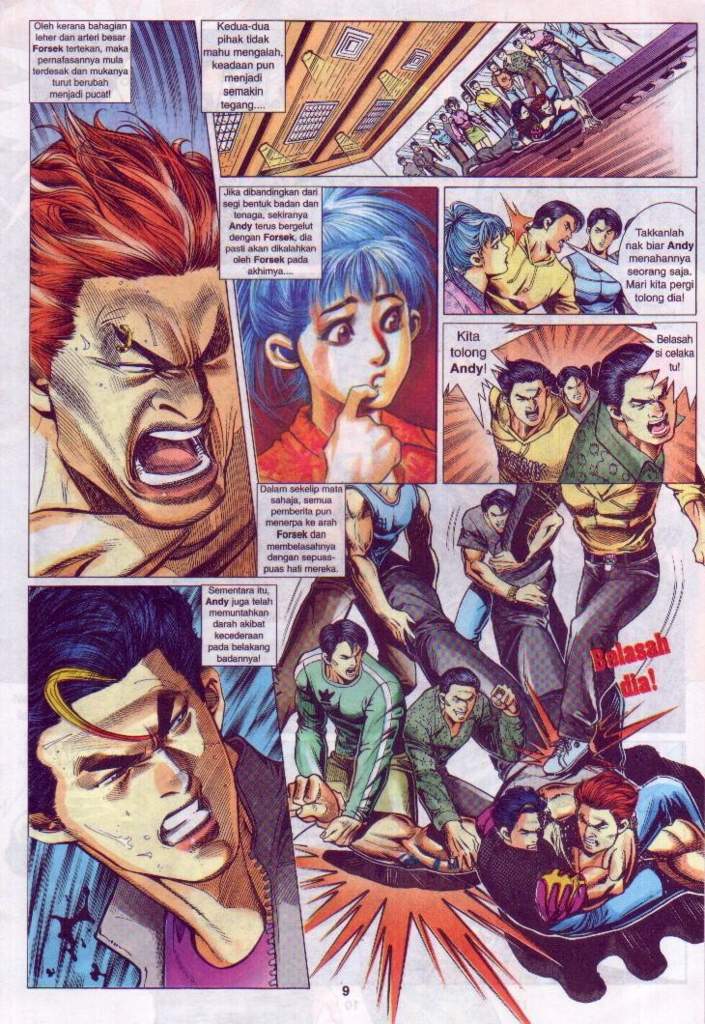 Oleh kerana bahagian
leher dan arteri besar
Forsek tertekan, maka
pernafasannya mula
terdesak dan mukanya
turut berubah
menjadi pucat!
Kedua-dua
pihak tidak
mahu mengalah,
keadaan pun
menjadi
semakin
tegang....
Jika dibandingkan dari
segi bentuk badan dan
tenaga, sekiranya
Andy terus bergelut
dengan Forsek, dia
pasti akan dikalahkan
oleh Forsek pada
akhirnya....
Takkanlah
nak biar Andy
menahannya
seorang saja.
Mari kita pergi
tolong dia!
Kita
tolong
Andy!
Belasah
si celaka
tu!
Dalam sekelip mata
sahaja, semua
pemberita pun
menerpa ke arah
Forsek dan
membelasahnya
dengan sepuas-
puas hati mereka.
Sementara itu,
Andy juga telah
memuntahkan
darah akibat
kecederaan
pada belakang
badannya!
Balasah
dia!
9